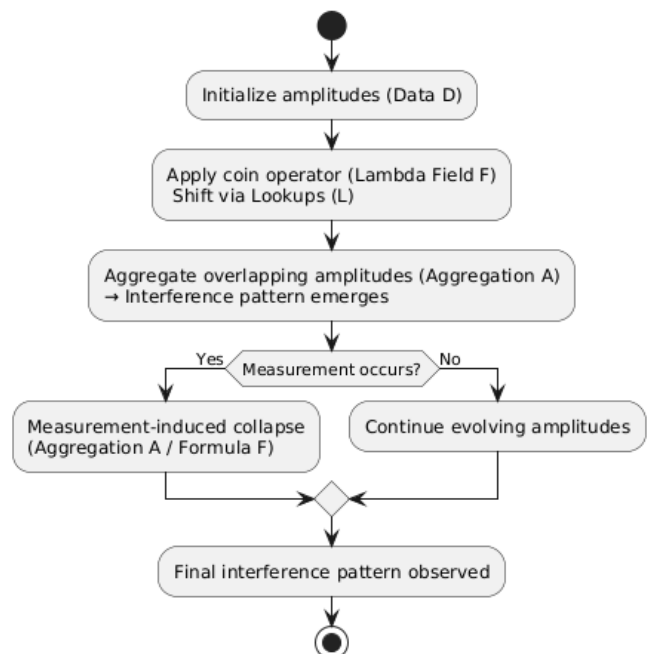 Initialize amplitudes (Data D)
Apply coin operator (Lambda Field F)
Shift via Lookups (L)
Aggregate overlapping amplitudes (Aggregation A)
→ Interference pattern emerges
Yes
Measurement occurs?
No
Measurement-induced collapse
(Aggregation A / Formula F)
Continue evolving amplitudes
Final interference pattern observed